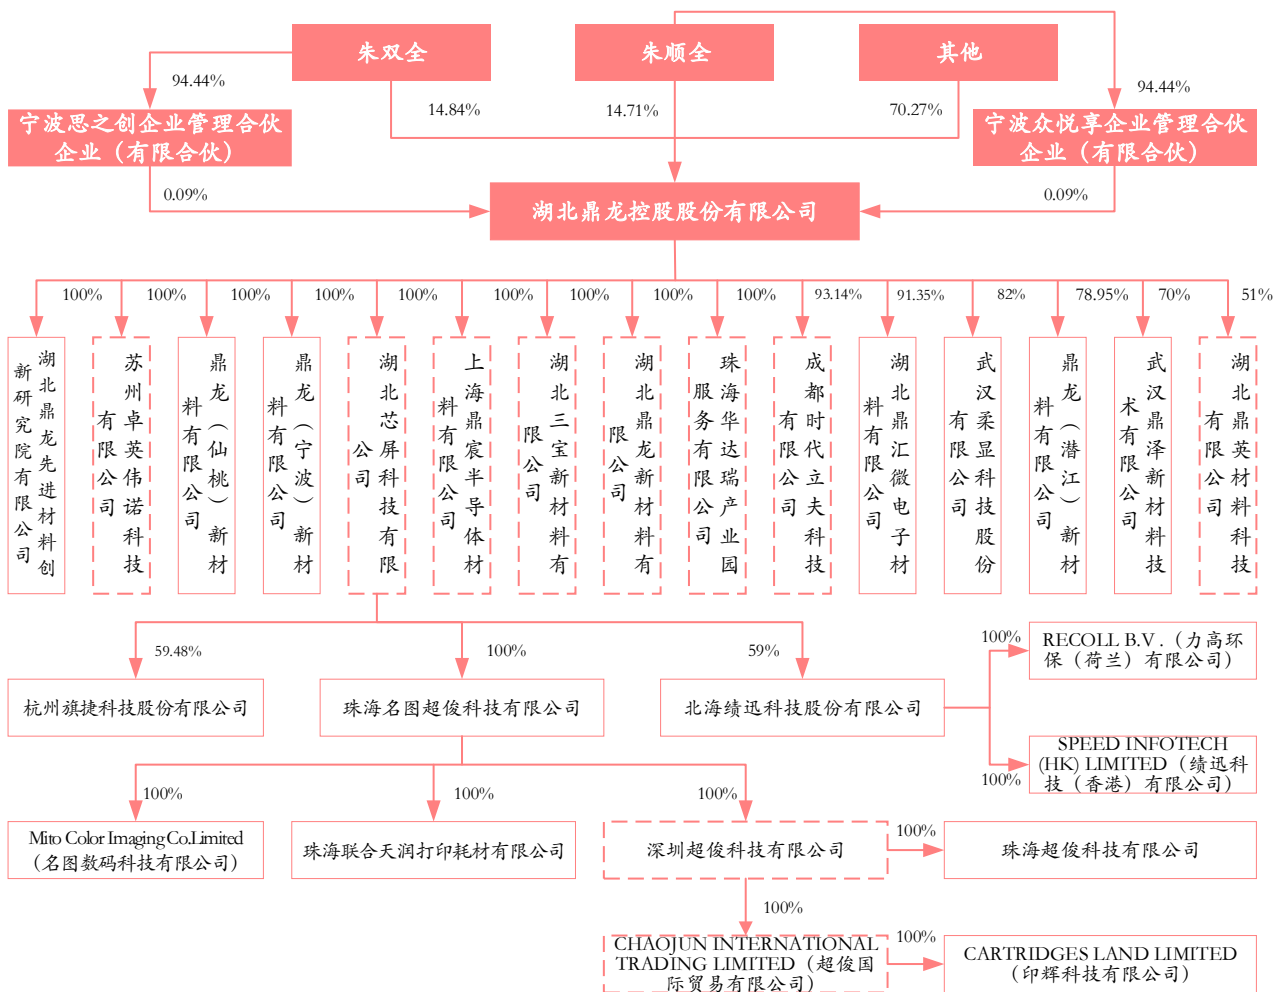 朱双全
朱顺全
其他
94.44%
14.84%
14.71%
70.27%
94.44%
宁波思之创企业管理合伙
企业（有限合伙）
宁波众悦享企业管理合伙
企业（有限合伙）
0.09%
0.09%
湖北鼎龙控股股份有限公司
100%
100%
100%
100%
100%
100%
100%
100%
100%
93.14%
91.35%
82%
78.95%
70%
51%
湖北鼎龙先进材料创
新研究院有限公司
苏州卓英伟诺科技
有限公司
鼎龙（仙桃）新材
料有限公司
鼎龙（宁波）新材
料有限公司
湖北芯屏科技有限
公司
上海鼎宸半导体材
料有限公司
湖北三宝新材料有
限公司
湖北鼎龙新材料有
限公司
珠海华达瑞产业园
服务有限公司
成都时代立夫科技
有限公司
湖北鼎汇微电子材
料有限公司
武汉柔显科技股份
有限公司
鼎龙（潜江）新材
料有限公司
武汉鼎泽新材料科技
术有限公司
湖北鼎英材料科技
有限公司
59.48%
100%
59%
杭州旗捷科技股份有限公司
珠海名图超俊科技有限公司
北海绩迅科技股份有限公司
100%
RECOLL B.V .（力高环
保（荷兰）有限公司）
100%
SPEED INFOTECH
(HK) LIMITED（绩迅科
技（香港）有限公司）
100%
100%
100%
Mito Color Imaging Co.Limited
（名图数码科技有限公司）
珠海联合天润打印耗材有限公司
深圳超俊科技有限公司
100%
珠海超俊科技有限公司
100%
CHAOJUN INTERNATIONAL
TRADING LIMITED（超俊国
际贸易有限公司）
100%
CARTRIDGES LAND LIMITED
（印辉科技有限公司）